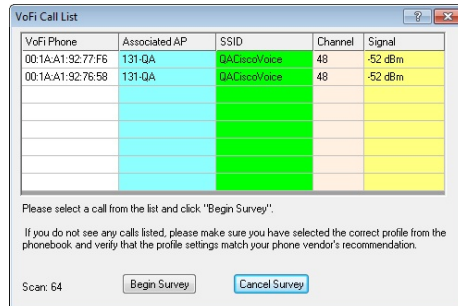 VoFi Call List
VoFi Phone Associated AP SSID Channel Signal
00:1A:A1:92:77:F6 131-QA QACiscoVoice 48 -52 dBm
00:1A:A1:92:76:58 131-QA QACiscoVoice 48 -52 dBm
Please select a call from the list and click "Begin Survey".
If you do not see any calls listed, please make sure you have selected the correct profile from the
phonebook and verify that the profile settings match your phone vendor's recommendation.
Scan: 64 Begin Survey Cancel Survey